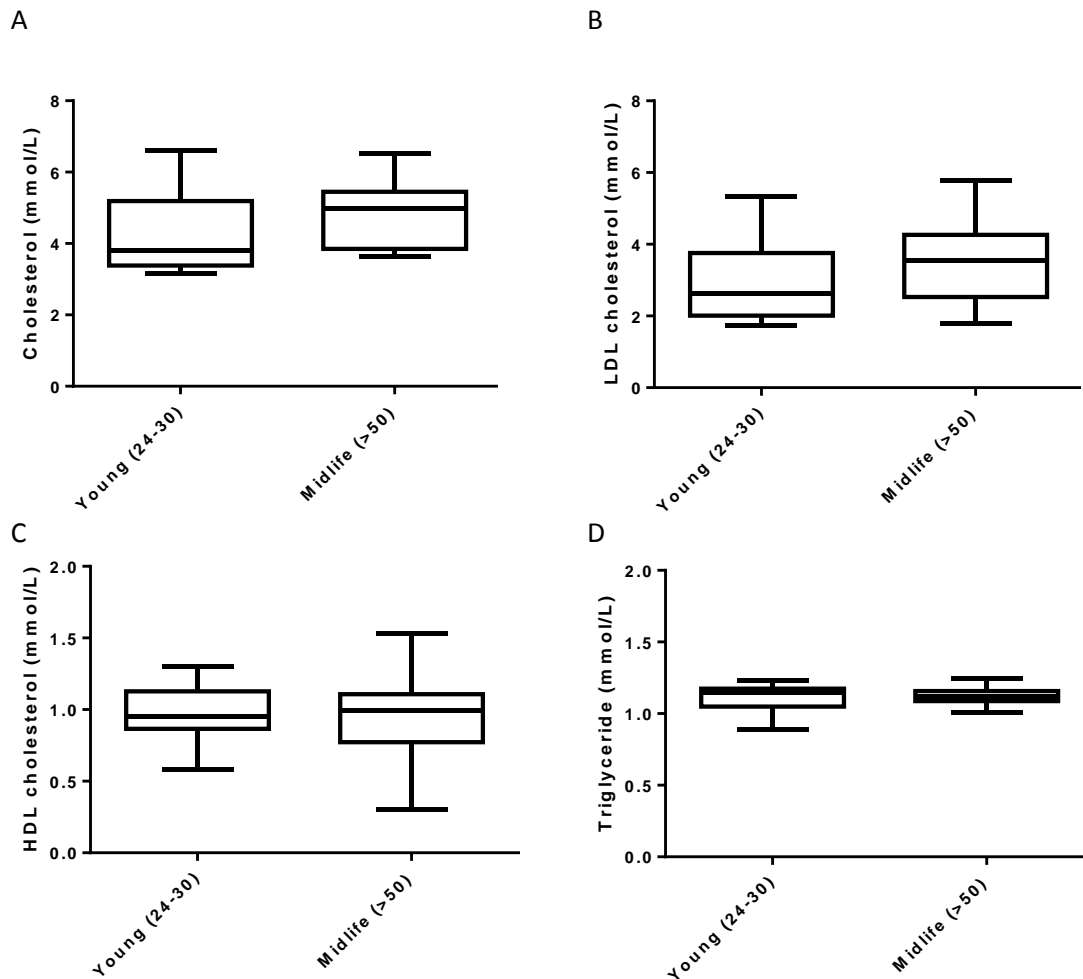 A
Cholesterol (mmol/L)
8
6
4
2
0
Young (24-30)
Midlife (>50)
B
LDL cholesterol (mmol/L)
8
6
4
2
0
Young (24-30)
Midlife (>50)
C
HDL cholesterol (mmol/L)
2.0
1.5
1.0
0.5
0.0
Young (24-30)
Midlife (>50)
D
Triglyceride (mmol/L)
2.0
1.5
1.0
0.5
0.0
Young (24-30)
Midlife (>50)